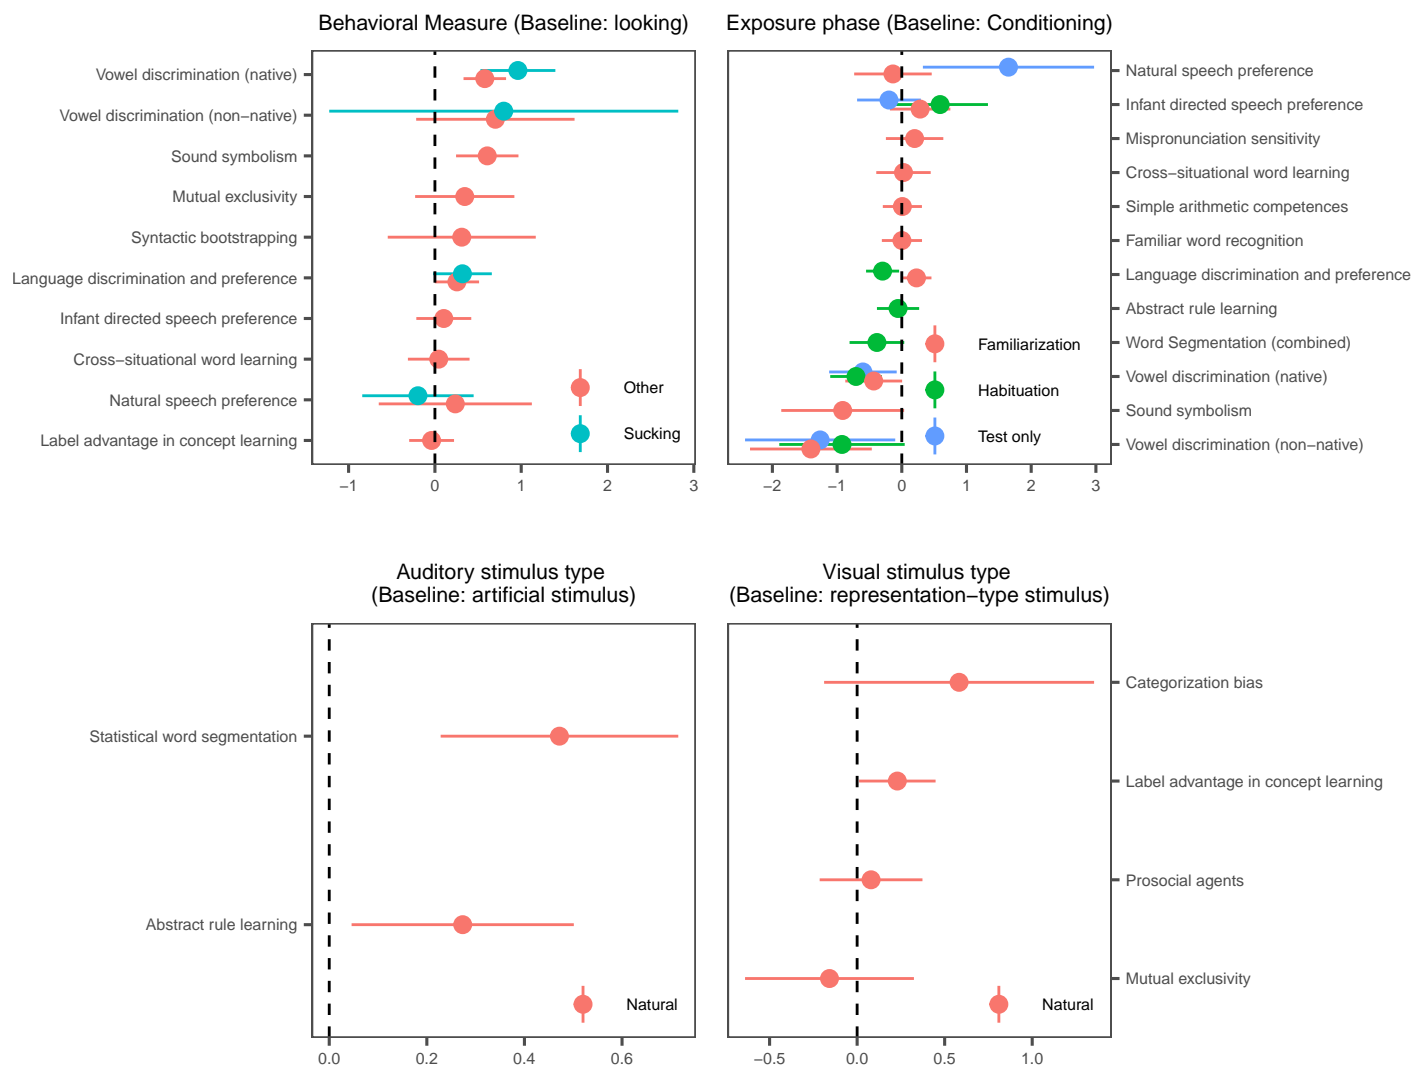 Behavioral Measure (Baseline: looking)
Vowel discrimination (native)
Vowel discrimination (non−native)
Sound symbolism
Mutual exclusivity
Syntactic bootstrapping
Language discrimination and preference
Infant directed speech preference
Cross−situational word learning
Natural speech preference
Label advantage in concept learning
Other
Sucking
−1 0 1 2 3
Exposure phase (Baseline: Conditioning)
Natural speech preference
Infant directed speech preference
Mispronunciation sensitivity
Cross−situational word learning
Simple arithmetic competences
Familiar word recognition
Language discrimination and preference
Abstract rule learning
Word Segmentation (combined)
Vowel discrimination (native)
Sound symbolism
Vowel discrimination (non−native)
Familiarization
Habituation
Test only
−2 −1 0 1 2 3
Auditory stimulus type
(Baseline: artificial stimulus)
Statistical word segmentation
Abstract rule learning
Natural
0.0 0.2 0.4 0.6
Visual stimulus type
(Baseline: representation−type stimulus)
Categorization bias
Label advantage in concept learning
Prosocial agents
Mutual exclusivity
Natural
−0.5 0.0 0.5 1.0